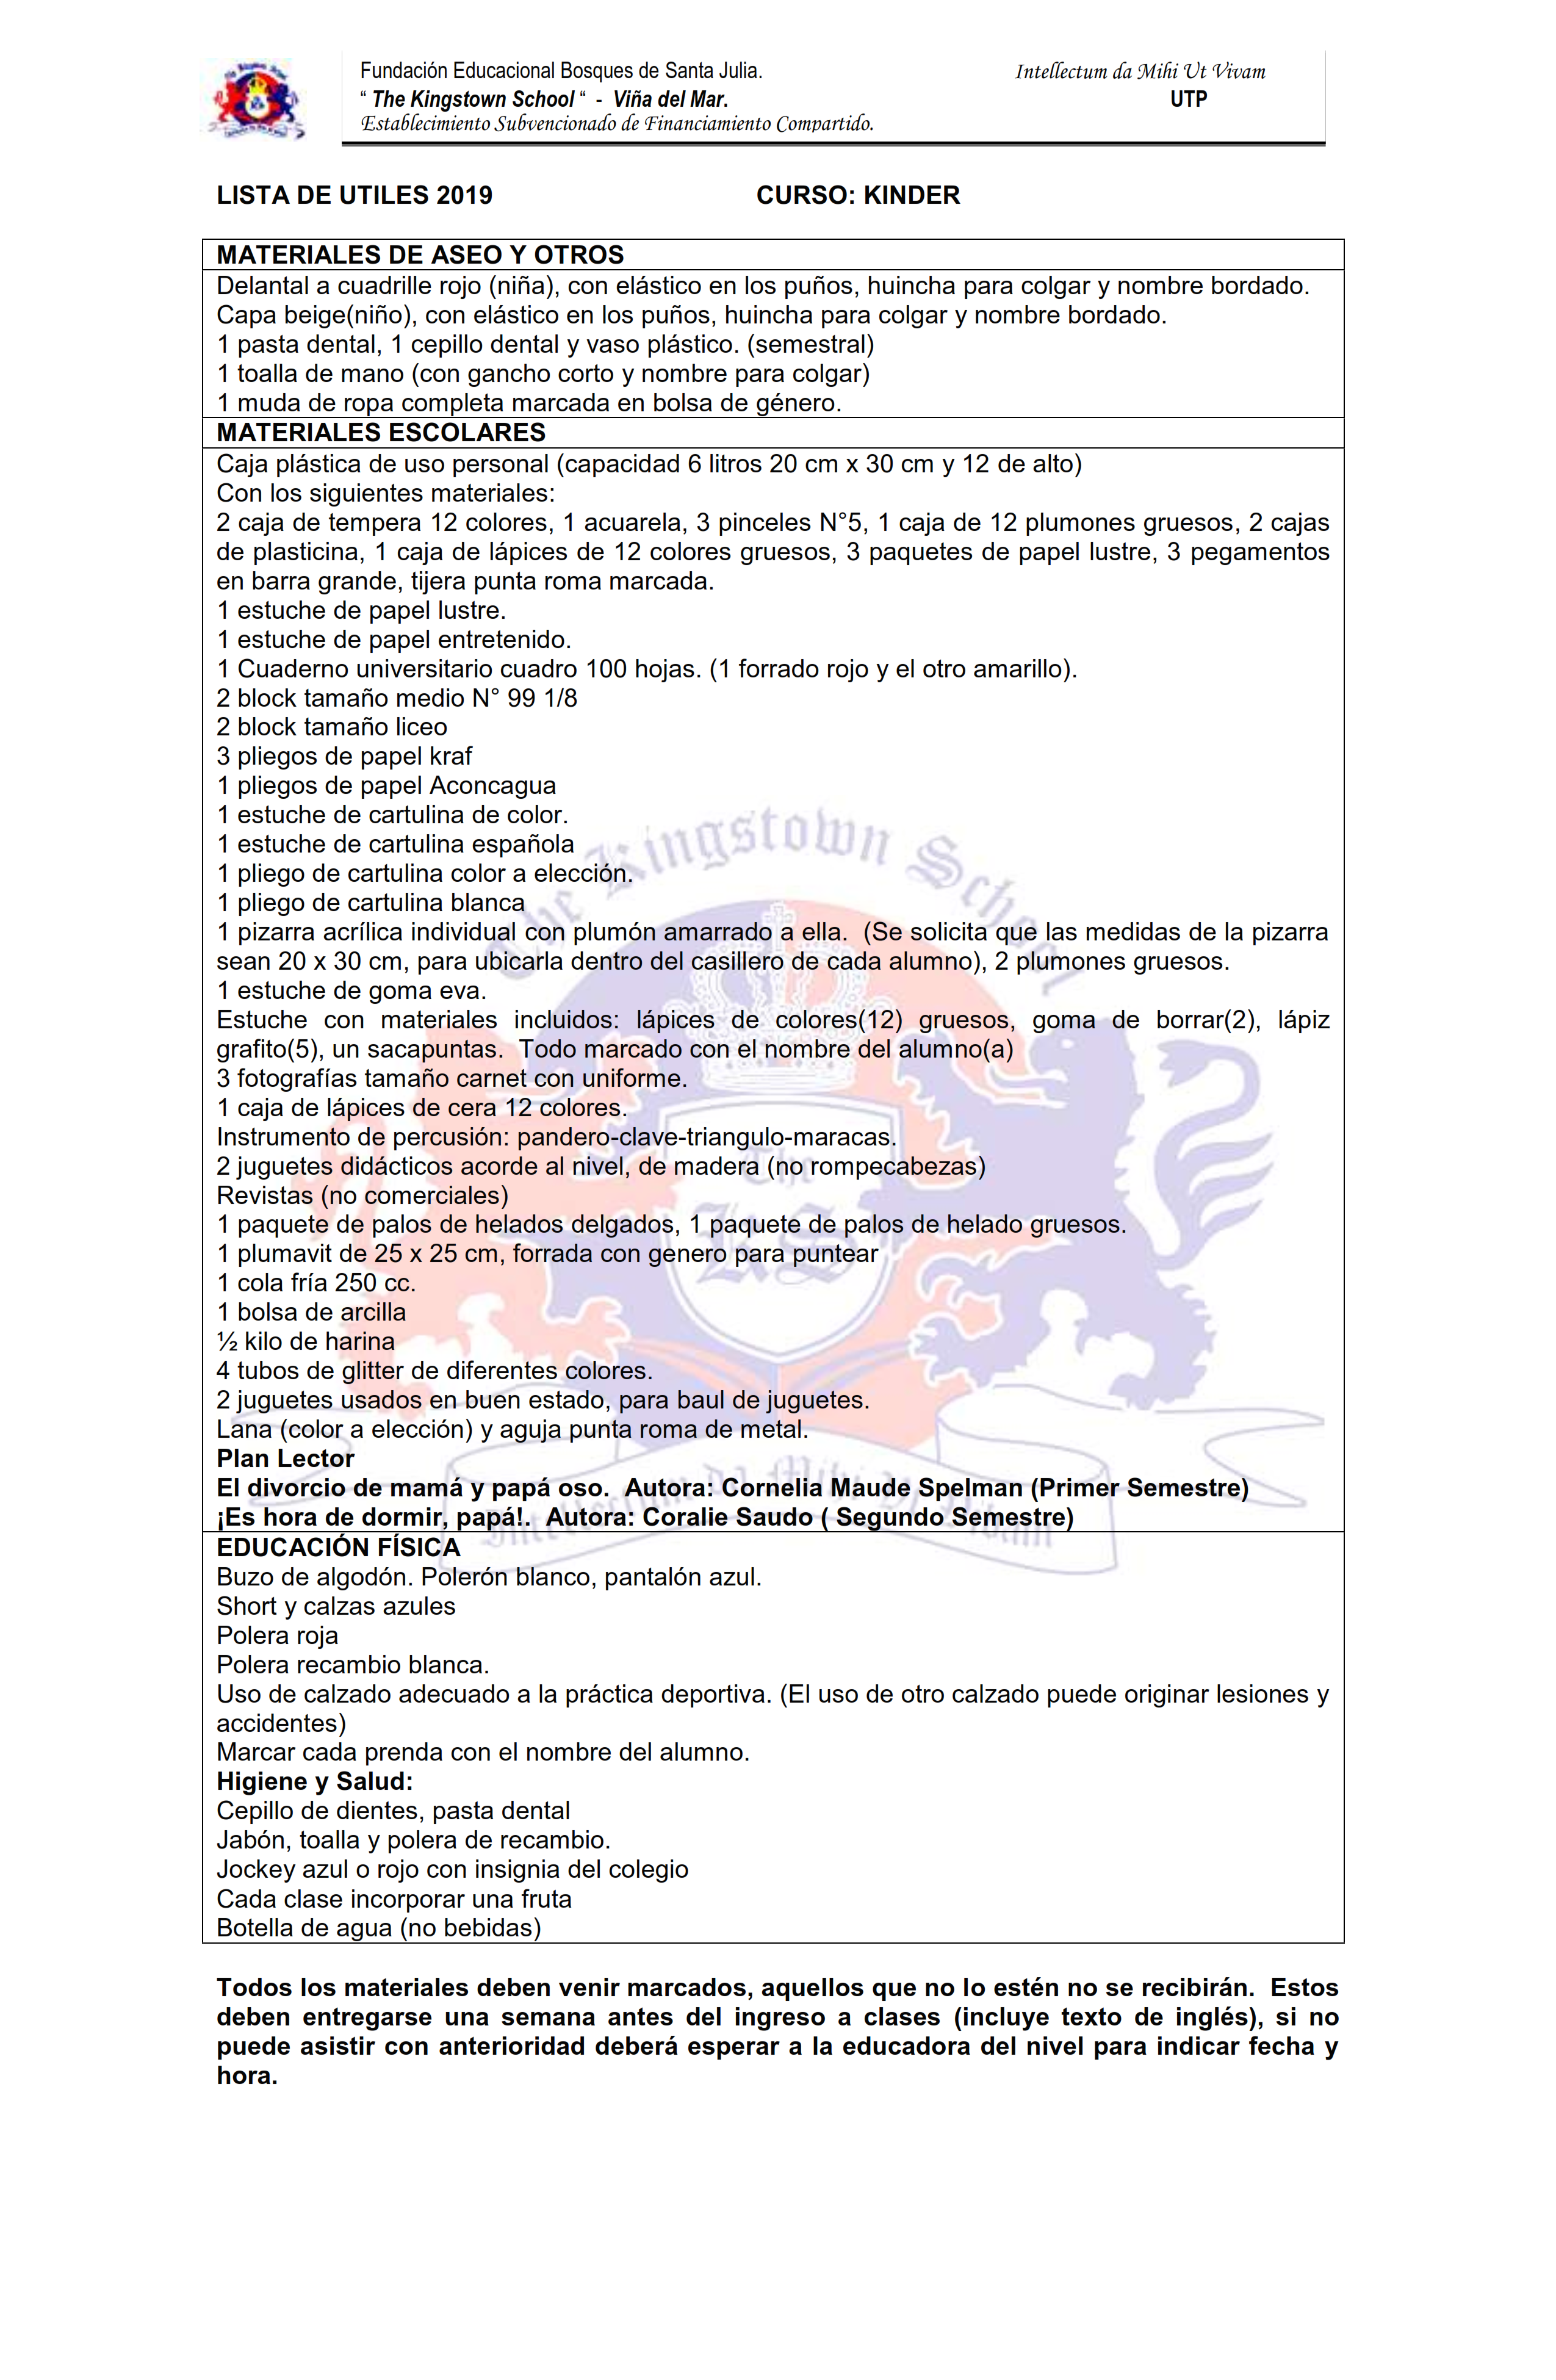 Fundación Educacional Bosques de Santa Julia. Intellectum da Mihi Ut Vivam
“ The Kingstown School “ - Viña del Mar. UTP
Establecimiento Subvencionado de Financiamiento Compartido.
LISTA DE UTILES 2019 CURSO: KINDER
MATERIALES DE ASEO Y OTROS
Delantal a cuadrille rojo (niña), con elástico en los puños, huincha para colgar y nombre bordado.
Capa beige(niño), con elástico en los puños, huincha para colgar y nombre bordado.
1 pasta dental, 1 cepillo dental y vaso plástico. (semestral)
1 toalla de mano (con gancho corto y nombre para colgar)
1 muda de ropa completa marcada en bolsa de género.
MATERIALES ESCOLARES
Caja plástica de uso personal (capacidad 6 litros 20 cm x 30 cm y 12 de alto)
Con los siguientes materiales:
2 caja de tempera 12 colores, 1 acuarela, 3 pinceles N°5, 1 caja de 12 plumones gruesos, 2 cajas
de plasticina, 1 caja de lápices de 12 colores gruesos, 3 paquetes de papel lustre, 3 pegamentos
en barra grande, tijera punta roma marcada.
1 estuche de papel lustre.
1 estuche de papel entretenido.
1 Cuaderno universitario cuadro 100 hojas. (1 forrado rojo y el otro amarillo).
2 block tamaño medio N° 99 1/8
2 block tamaño liceo
3 pliegos de papel kraf
1 pliegos de papel Aconcagua
1 estuche de cartulina de color.
1 estuche de cartulina española
1 pliego de cartulina color a elección.
1 pliego de cartulina blanca
1 pizarra acrílica individual con plumón amarrado a ella. (Se solicita que las medidas de la pizarra
sean 20 x 30 cm, para ubicarla dentro del casillero de cada alumno), 2 plumones gruesos.
1 estuche de goma eva.
Estuche con materiales incluidos: lápices de colores(12) gruesos, goma de borrar(2), lápiz
grafito(5), un sacapuntas. Todo marcado con el nombre del alumno(a)
3 fotografías tamaño carnet con uniforme.
1 caja de lápices de cera 12 colores.
Instrumento de percusión: pandero-clave-triangulo-maracas.
2 juguetes didácticos acorde al nivel, de madera (no rompecabezas)
Revistas (no comerciales)
1 paquete de palos de helados delgados, 1 paquete de palos de helado gruesos.
1 plumavit de 25 x 25 cm, forrada con genero para puntear
1 cola fría 250 cc.
1 bolsa de arcilla
½ kilo de harina
4 tubos de glitter de diferentes colores.
2 juguetes usados en buen estado, para baul de juguetes.
Lana (color a elección) y aguja punta roma de metal.
Plan Lector
El divorcio de mamá y papá oso. Autora: Cornelia Maude Spelman (Primer Semestre)
¡Es hora de dormir, papá!. Autora: Coralie Saudo ( Segundo Semestre)
EDUCACIÓN FÍSICA
Buzo de algodón. Polerón blanco, pantalón azul.
Short y calzas azules
Polera roja
Polera recambio blanca.
Uso de calzado adecuado a la práctica deportiva. (El uso de otro calzado puede originar lesiones y
accidentes)
Marcar cada prenda con el nombre del alumno.
Higiene y Salud:
Cepillo de dientes, pasta dental
Jabón, toalla y polera de recambio.
Jockey azul o rojo con insignia del colegio
Cada clase incorporar una fruta
Botella de agua (no bebidas)
Todos los materiales deben venir marcados, aquellos que no lo estén no se recibirán. Estos
deben entregarse una semana antes del ingreso a clases (incluye texto de inglés), si no
puede asistir con anterioridad deberá esperar a la educadora del nivel para indicar fecha y
hora.
The Kingstown School
The
KS
Intellectum da Mihi Ut Vivam